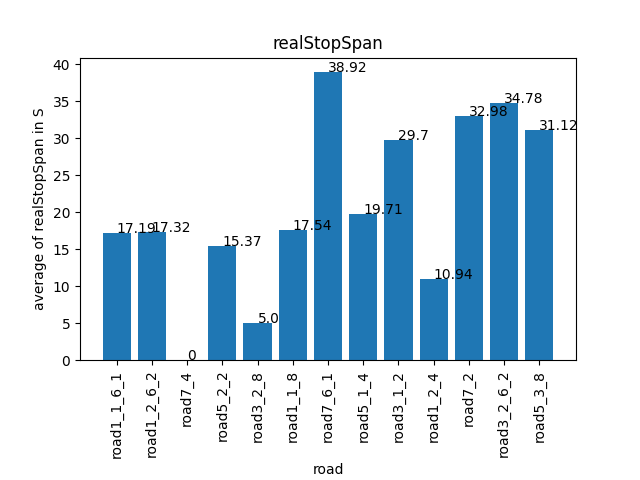 realStopSpan
average of realStopSpan in S
40
35
30
25
20
15
10
5
0
17.19
17.32
0
15.37
5.0
17.54
38.92
19.71
29.7
10.94
32.98
34.78
31.12
road1_1_6_1
road1_2_6_2
road7_4
road5_2_2
road3_2_8
road1_1_8
road7_6_1
road5_1_4
road3_1_2
road1_2_4
road7_2
road3_2_6_2
road5_3_8
road